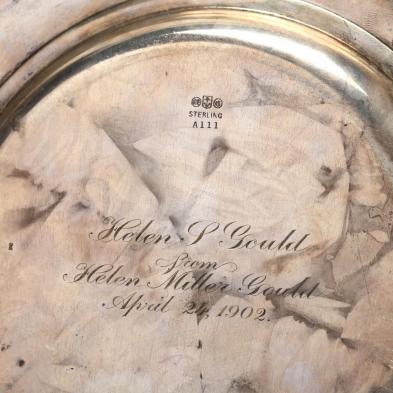 STERLING
A111
Helen S Gould
from
Helen Miller Gould
April 24, 1902.